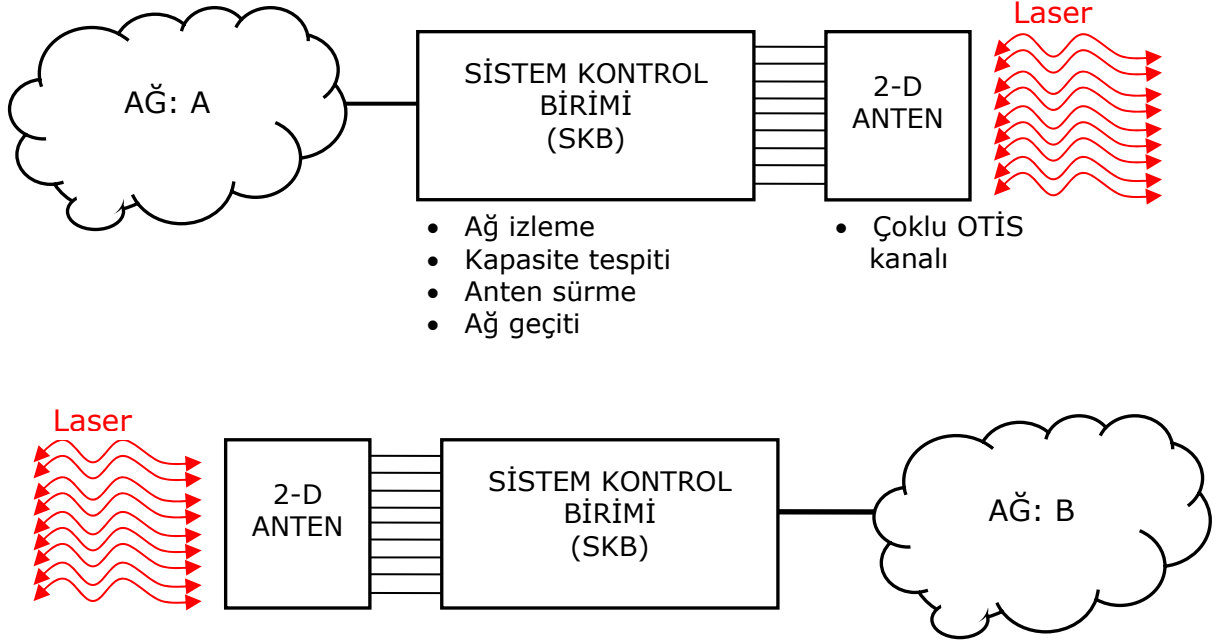 Laser
AĞ: A
SİSTEM KONTROL
BİRİMİ
(SKB)
2-D
ANTEN
• Ağ izleme
• Kapasite tespiti
• Anten sürme
• Ağ geçiti
• Çoklu OTİS
kanalı
Laser
2-D
ANTEN
SİSTEM KONTROL
BİRİMİ
(SKB)
AĞ: B